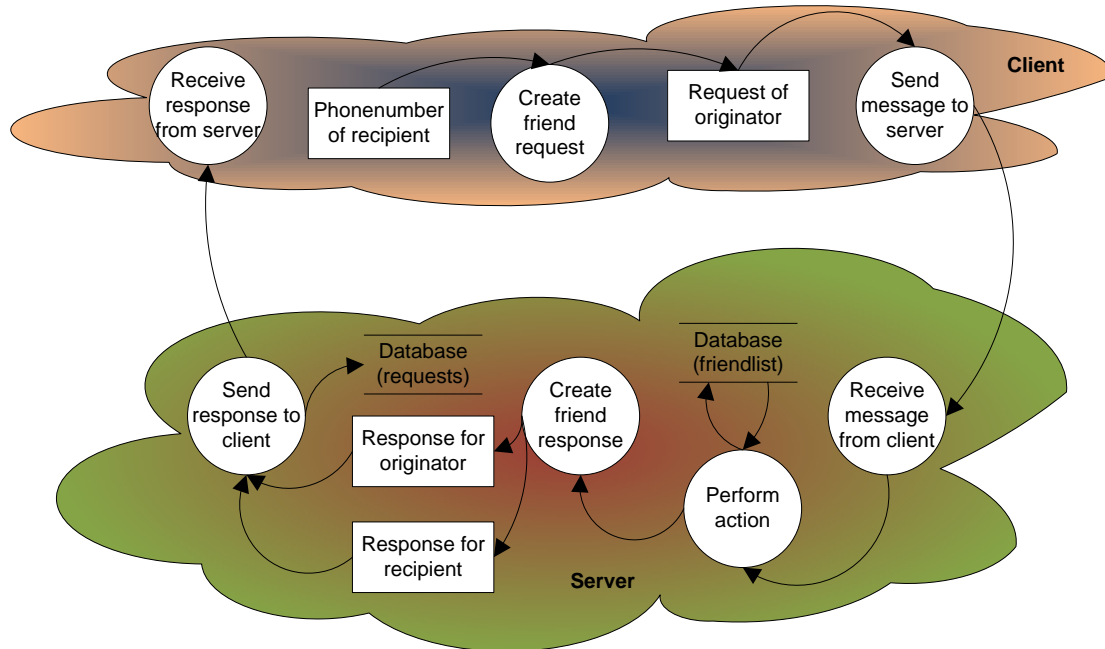 Receive
response
from server
Phonenumber
of recipient
Create
friend
request
Request of
originator
Send
message to
server
Client
Send
response to
client
Database
(requests)
Response for
originator
Response for
recipient
Create
friend
response
Database
(friendlist)
Perform
action
Receive
message
from client
Server